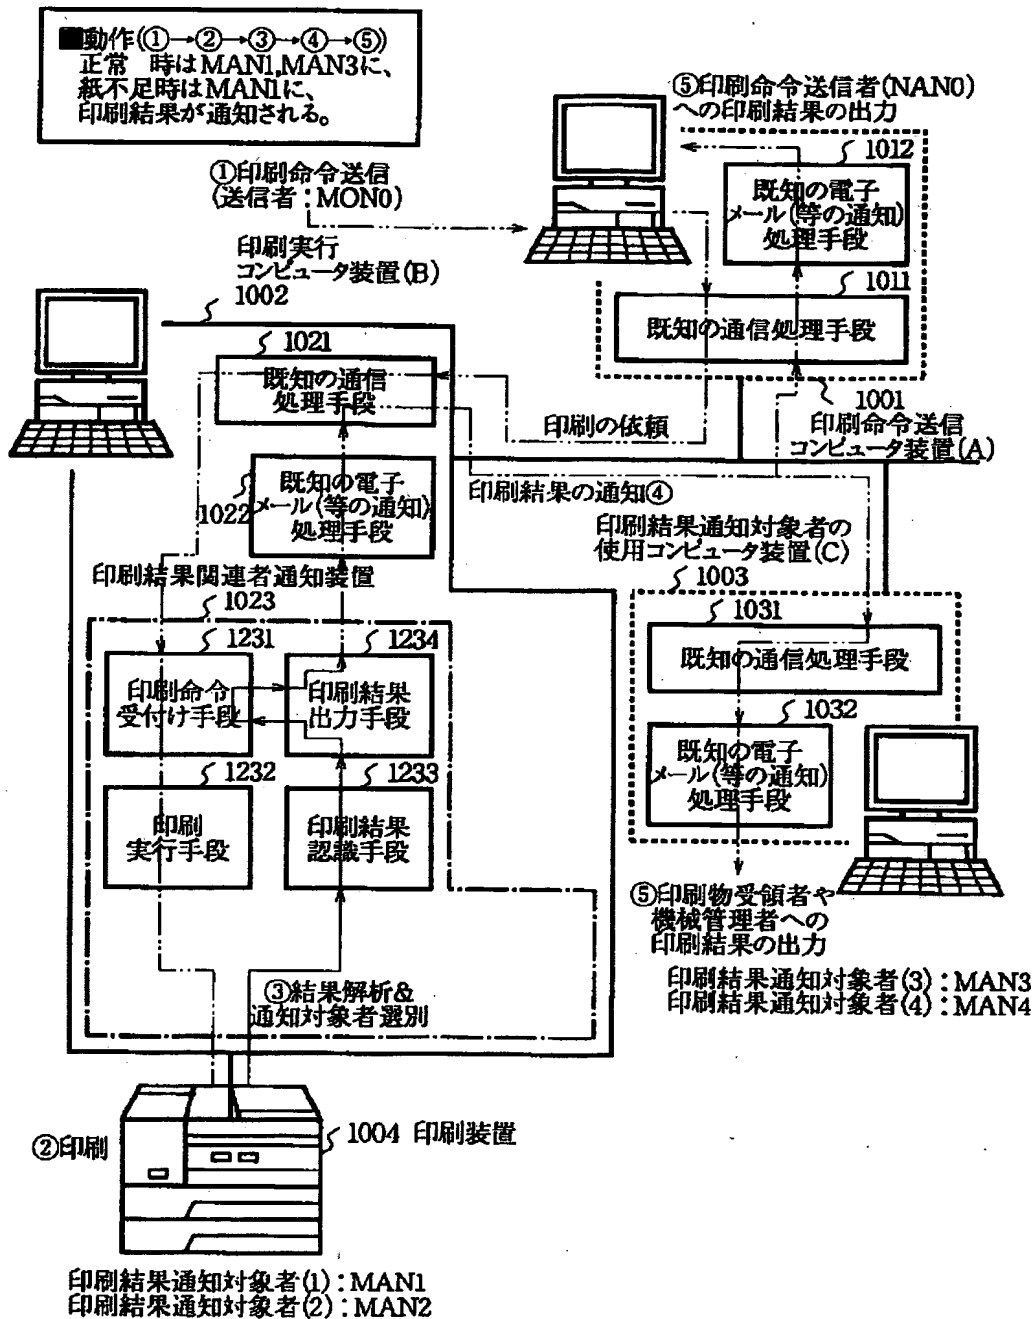 ■動作(①→②→③→④→⑤)
正常 時はMAN1,MAN3に、
紙不足時はMAN1に、
印刷結果が通知される。
⑤印刷命令送信者(NAN0)
への印刷結果の出力
①印刷命令送信
(送信者:MON0)
1012
既知の電子
メール(等の通知)
処理手段
印刷実行
コンピュータ装置(B)
1002
1011
既知の通信処理手段
1021
既知の通信
処理手段
1001
印刷命令送信
コンピュータ装置(A)
印刷の依頼
既知の電子
メール(等の通知)
処理手段
1022
印刷結果の通知④
印刷結果通知対象者の
使用コンピュータ装置(C)
1003
印刷結果関連者通知装置
1023
1031
既知の通信処理手段
1231
印刷命令
受付け手段
1234
印刷結果
出力手段
1032
既知の電子
メール(等の通知)
処理手段
1232
印刷
実行手段
1233
印刷結果
認識手段
⑤印刷物受領者や
機械管理者への
印刷結果の出力
印刷結果通知対象者(3):MAN3
印刷結果通知対象者(4):MAN4
③結果解析&
通知対象者選別
②印刷
1004 印刷装置
印刷結果通知対象者(1):MAN1
印刷結果通知対象者(2):MAN2